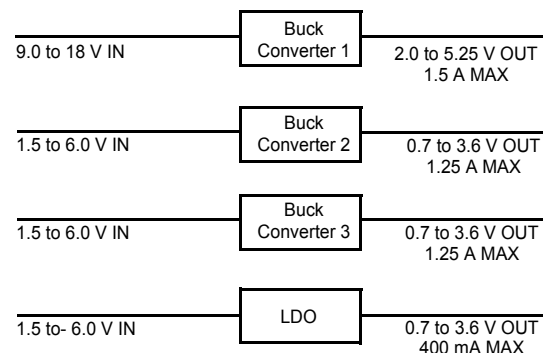 Buck
Converter 1
9.0 to 18 V IN
2.0 to 5.25 V OUT
1.5 A MAX
Buck
Converter 2
1.5 to 6.0 V IN
0.7 to 3.6 V OUT
1.25 A MAX
Buck
Converter 3
1.5 to 6.0 V IN
0.7 to 3.6 V OUT
1.25 A MAX
LDO
1.5 to- 6.0 V IN
0.7 to 3.6 V OUT
400 mA MAX